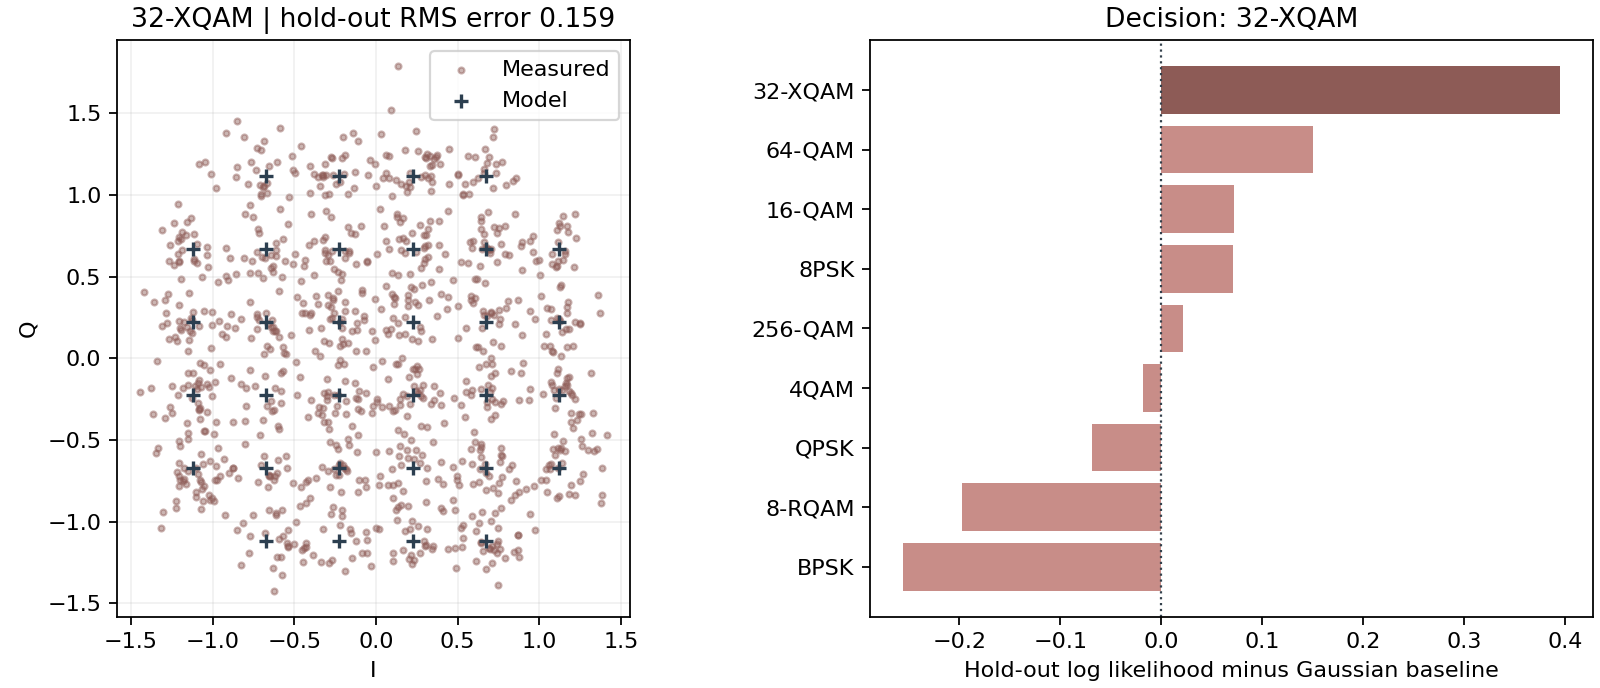 32-XQAM | hold-out RMS error 0.159
Measured
Model
Q
1.5
1.0
0.5
0.0
−0.5
−1.0
−1.5
−1.5 −1.0 −0.5 0.0 0.5 1.0 1.5
I
Decision: 32-XQAM
32-XQAM
64-QAM
16-QAM
8PSK
256-QAM
4QAM
QPSK
8-RQAM
BPSK
−0.2 −0.1 0.0 0.1 0.2 0.3 0.4
Hold-out log likelihood minus Gaussian baseline